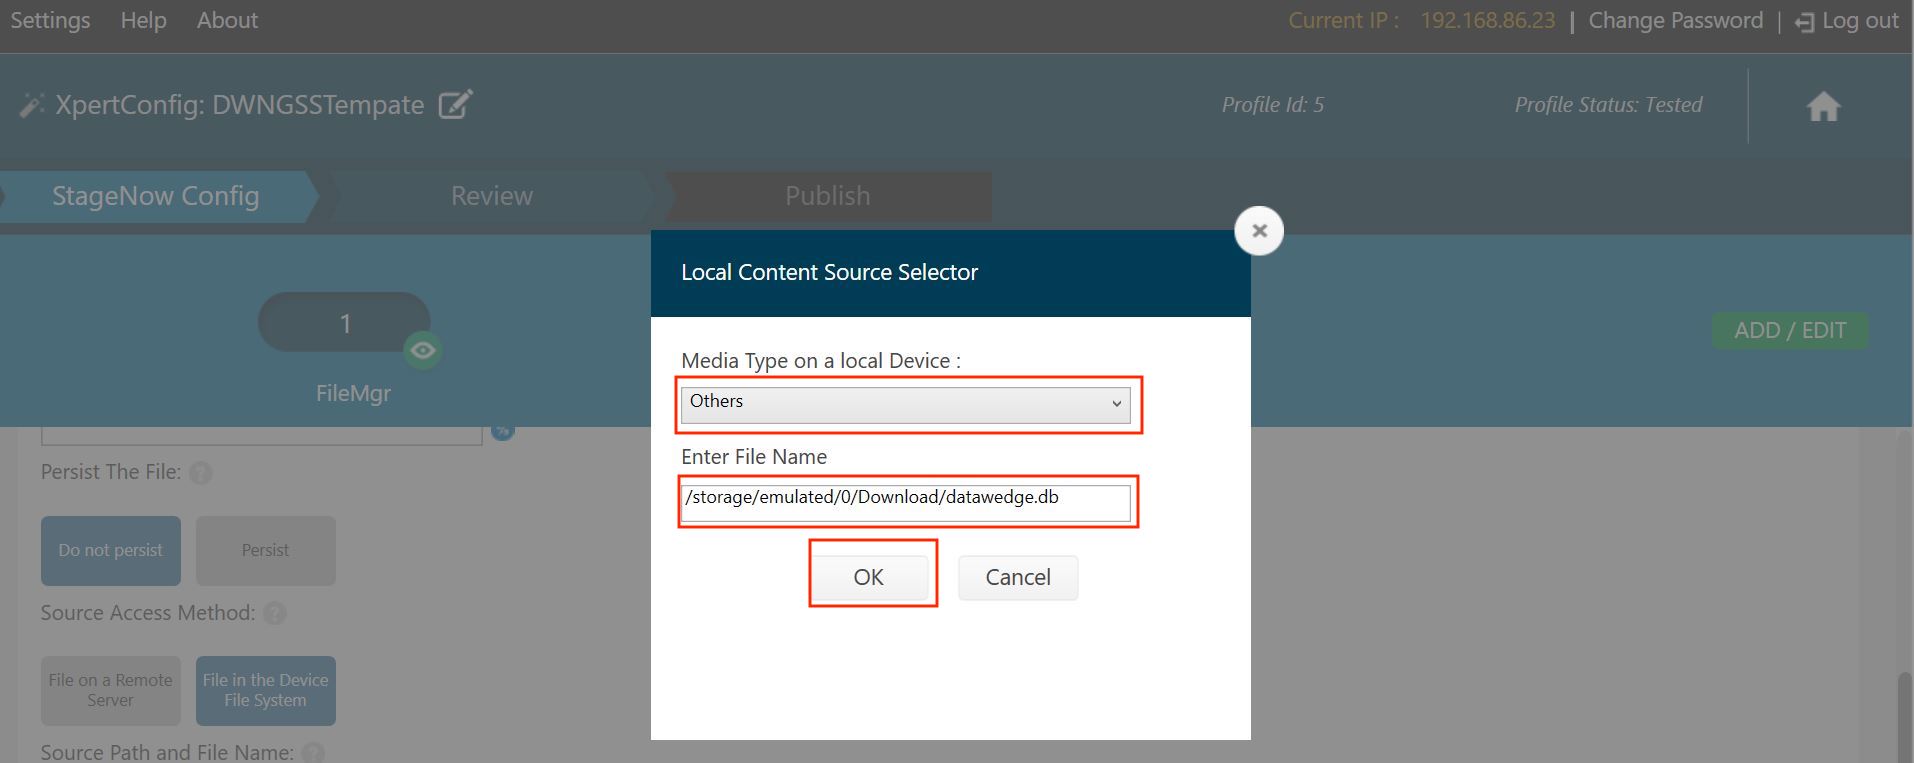 Settings Help About Current IP : 192.168.86.23 | Change Password | Log out
XpertConfig: DWNGSSTempate Profile Id: 5 Profile Status: Tested
StageNow Config Review Publish
Local Content Source Selector
1
ADD / EDIT
FileMgr
Media Type on a local Device :
Others
Enter File Name
/storage/emulated/0/Download/datawedge.db
OK Cancel
Persist The File: ?
Do not persist Persist
Source Access Method: ?
File on a Remote
Server
File in the Device
File System
Source Path and File Name: ?